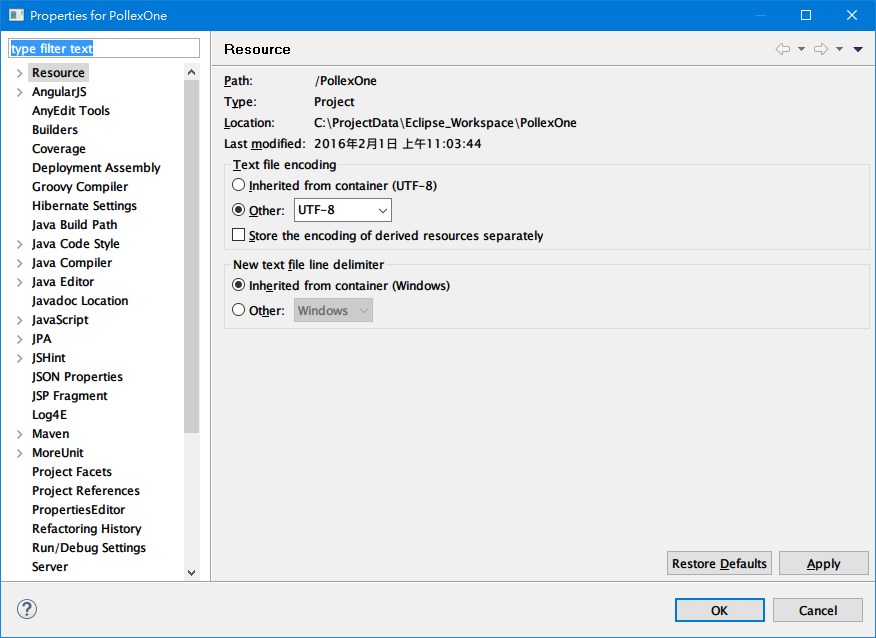 Properties for PollexOne
type filter text
Resource
AngularJS
AnyEdit Tools
Builders
Coverage
Deployment Assembly
Groovy Compiler
Hibernate Settings
Java Build Path
Java Code Style
Java Compiler
Java Editor
Javadoc Location
JavaScript
JPA
JSHint
JSON Properties
JSP Fragment
Log4E
Maven
MoreUnit
Project Facets
Project References
PropertiesEditor
Refactoring History
Run/Debug Settings
Server
Resource
Path: /PollexOne
Type: Project
Location: C:\ProjectData\Eclipse_Workspace\PollexOne
Last modified: 2016年2月1日 上午11:03:44
Text file encoding
Inherited from container (UTF-8)
Other: UTF-8
Store the encoding of derived resources separately
New text file line delimiter
Inherited from container (Windows)
Other: Windows
Restore Defaults Apply
? OK Cancel